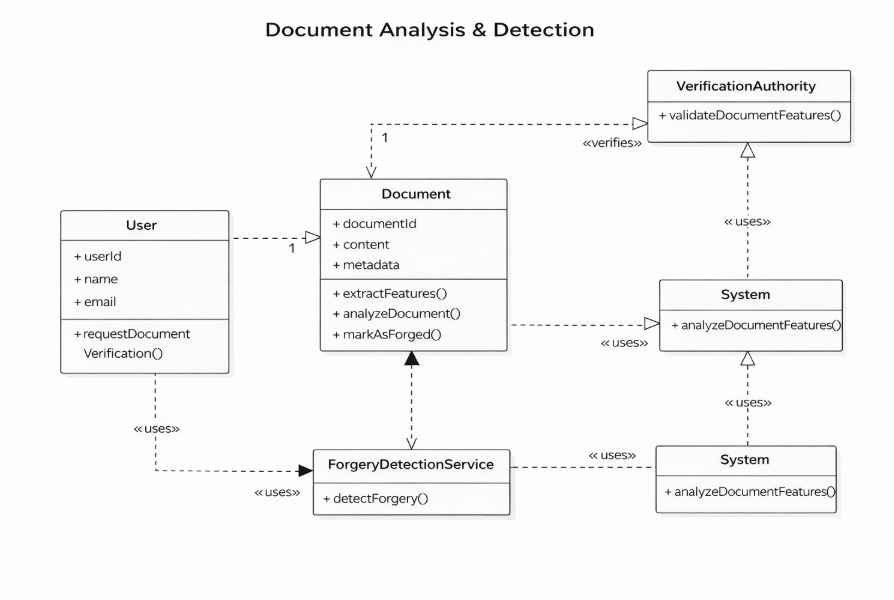 Document Analysis & Detection
VerificationAuthority
+ validateDocumentFeatures()
1
«verifies»
Document
+ documentId
+ content
+ metadata
+ extractFeatures()
+ analyzeDocument()
+ markAsForged()
User
+ userId
+ name
+ email
+ requestDocument
Verification()
1
« uses»
System
+ analyzeDocumentFeatures()
« uses»
« uses»
« uses»
« uses»
ForgeryDetectionService
+ detectForgery()
« uses»
System
+ analyzeDocumentFeatures()